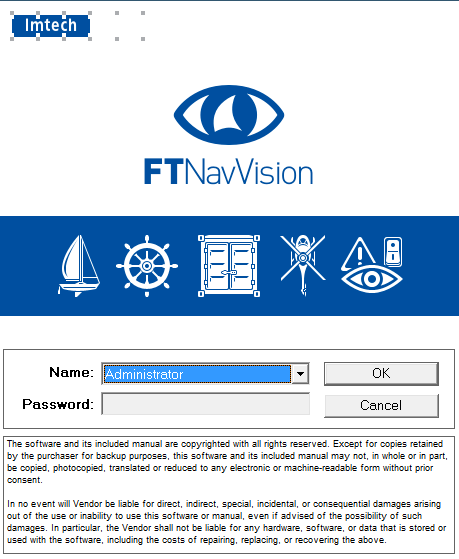 Imtech
FTNavVision
Name: Administrator OK
Password: Cancel
The software and its included manual are copyrighted with all rights reserved. Except for copies retained
by the purchaser for backup purposes, this software and its included manual may not, in whole or in part,
be copied, photocopied, translated or reduced to any electronic or machine-readable form without prior
consent.
In no event will Vendor be liable for direct, indirect, special, incidental, or consequential damages arising
out of the use or inability to use this software or manual, even if advised of the possibility of such
damages. In particular, the Vendor shall not be liable for any hardware, software, or data that is stored or
used with the software, including the costs of repairing, replacing, or recovering the above.